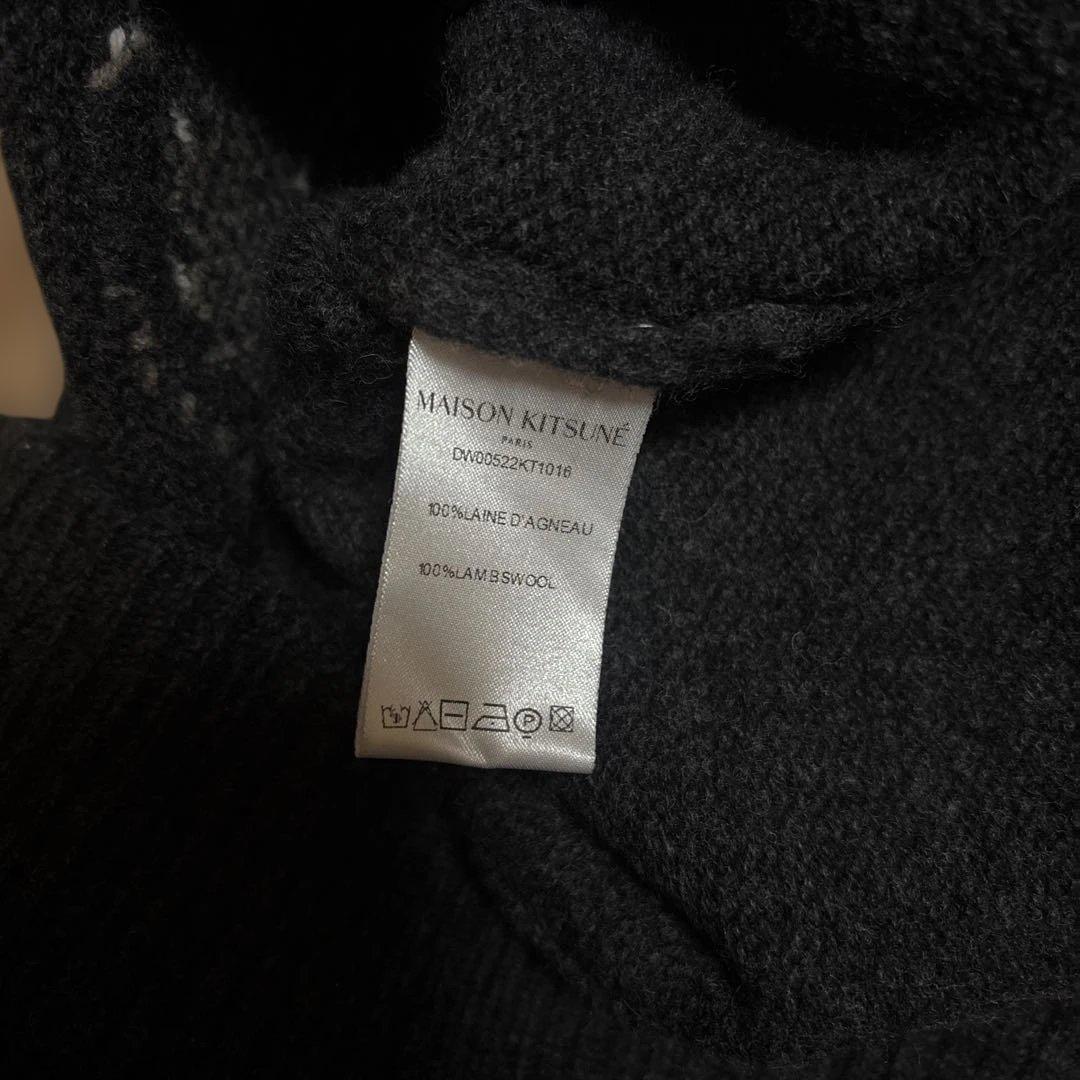 MAISON KITSUNÉ
PARIS
DW00522KT1016
100%LAINE D'AGNEAU
100%LAMBSWOOL
P